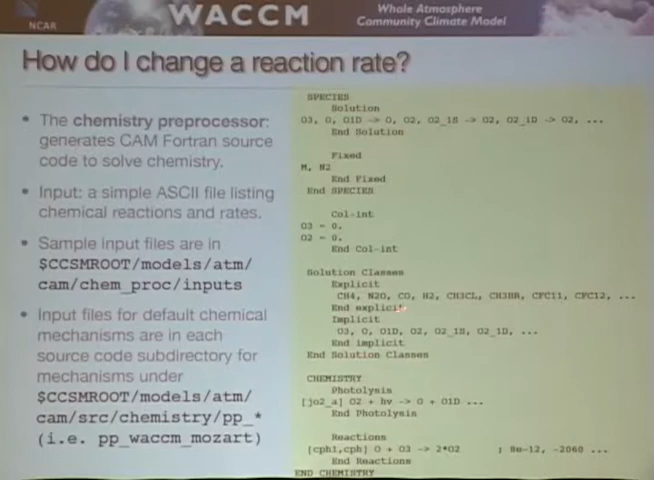 NCAR
WACCM
Whole Atmosphere
Community Climate Model
How do I change a reaction rate?
• The chemistry preprocessor:
generates CAM Fortran source
code to solve chemistry.
• Input: a simple ASCII file listing
chemical reactions and rates.
• Sample input files are in
$CCSMROOT/models/atm/
cam/chem_proc/inputs
• Input files for default chemical
mechanisms are in each
source code subdirectory for
mechanisms under
$CCSMROOT/models/atm/
cam/src/chemistry/pp_*
(i.e. pp_waccm_mozart)
SPECIES
Solution
O3, O, O1D -> O, O2, O2_1S -> O2, O2_1D -> O2, ...
End Solution
Fixed
M, N2
End Fixed
End SPECIES
Col-int
O3 = 0.
O2 = 0.
End Col-int
Solution Classes
Explicit
CH4, N2O, CO, H2, CH3CL, CH3BR, CFC11, CFC12, ...
End explicit
Implicit
O3, O, O1D, O2, O2_1S, O2_1D, ...
End implicit
End Solution Classes
CHEMISTRY
Photolysis
[jo2_a] O2 + hv -> O + O1D ...
End Photolysis
Reactions
[cph1,cph] O + O3 -> 2*O2 ; 8e-12, -2060 ...
End Reactions
END CHEMISTRY